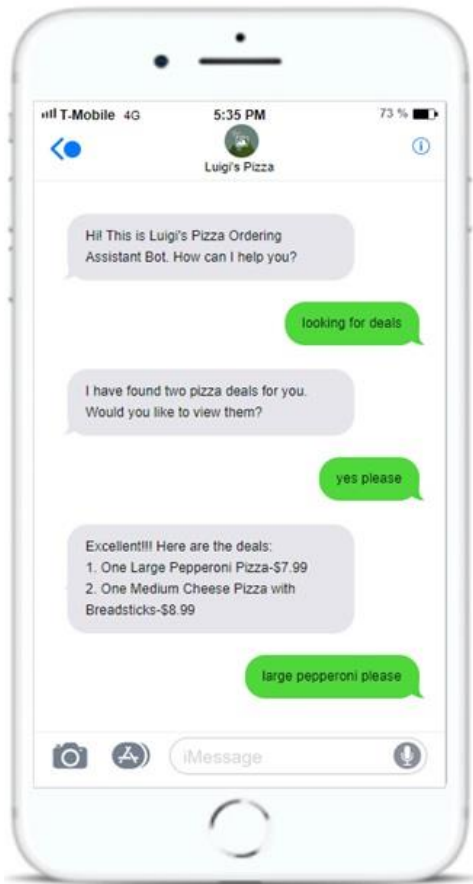 T-Mobile 4G 5:35 PM 73 %
Luigi's Pizza
Hi! This is Luigi's Pizza Ordering
Assistant Bot. How can I help you?
looking for deals
I have found two pizza deals for you.
Would you like to view them?
yes please
Excellent!!! Here are the deals:
1. One Large Pepperoni Pizza-$7.99
2. One Medium Cheese Pizza with
Breadsticks-$8.99
large pepperoni please
iMessage